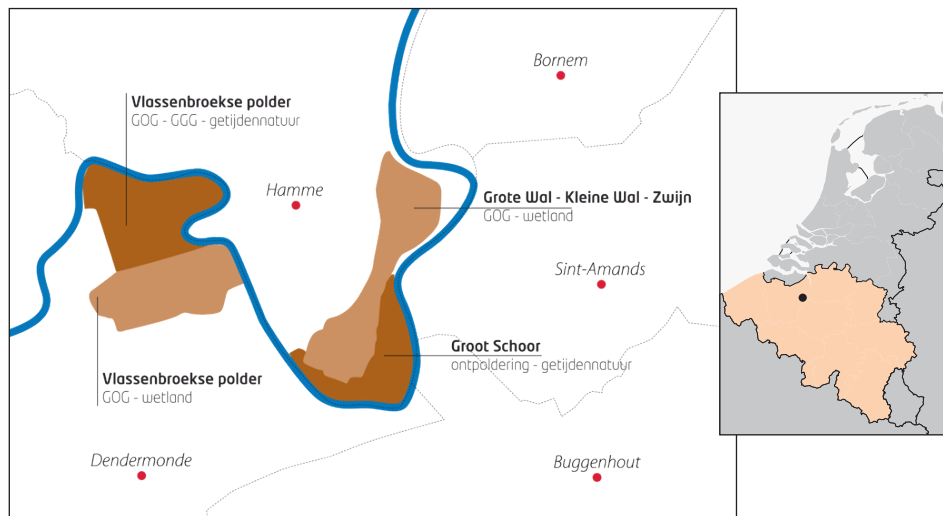 Bornem
Vlassenbroekse polder
GOG - GGG - getijdennatuur
Hamme
Grote Wal - Kleine Wal - Zwijn
GOG - wetland
Sint-Amands
Groot Schoor
ontpoldering - getijdennatuur
Vlassenbroekse polder
GOG - wetland
Dendermonde
Buggenhout